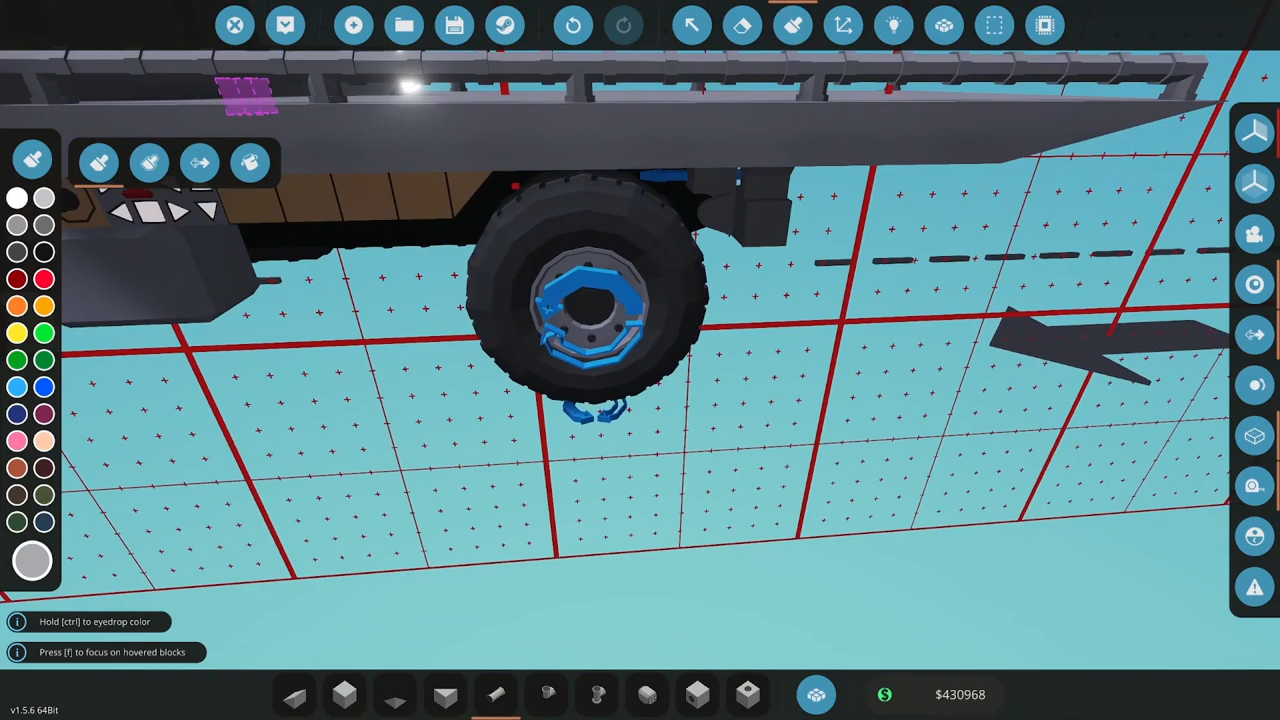 Hold [ctrl] to eyedrop color
Press [f] to focus on hovered blocks
$ $430968
v1.5.6 64Bit